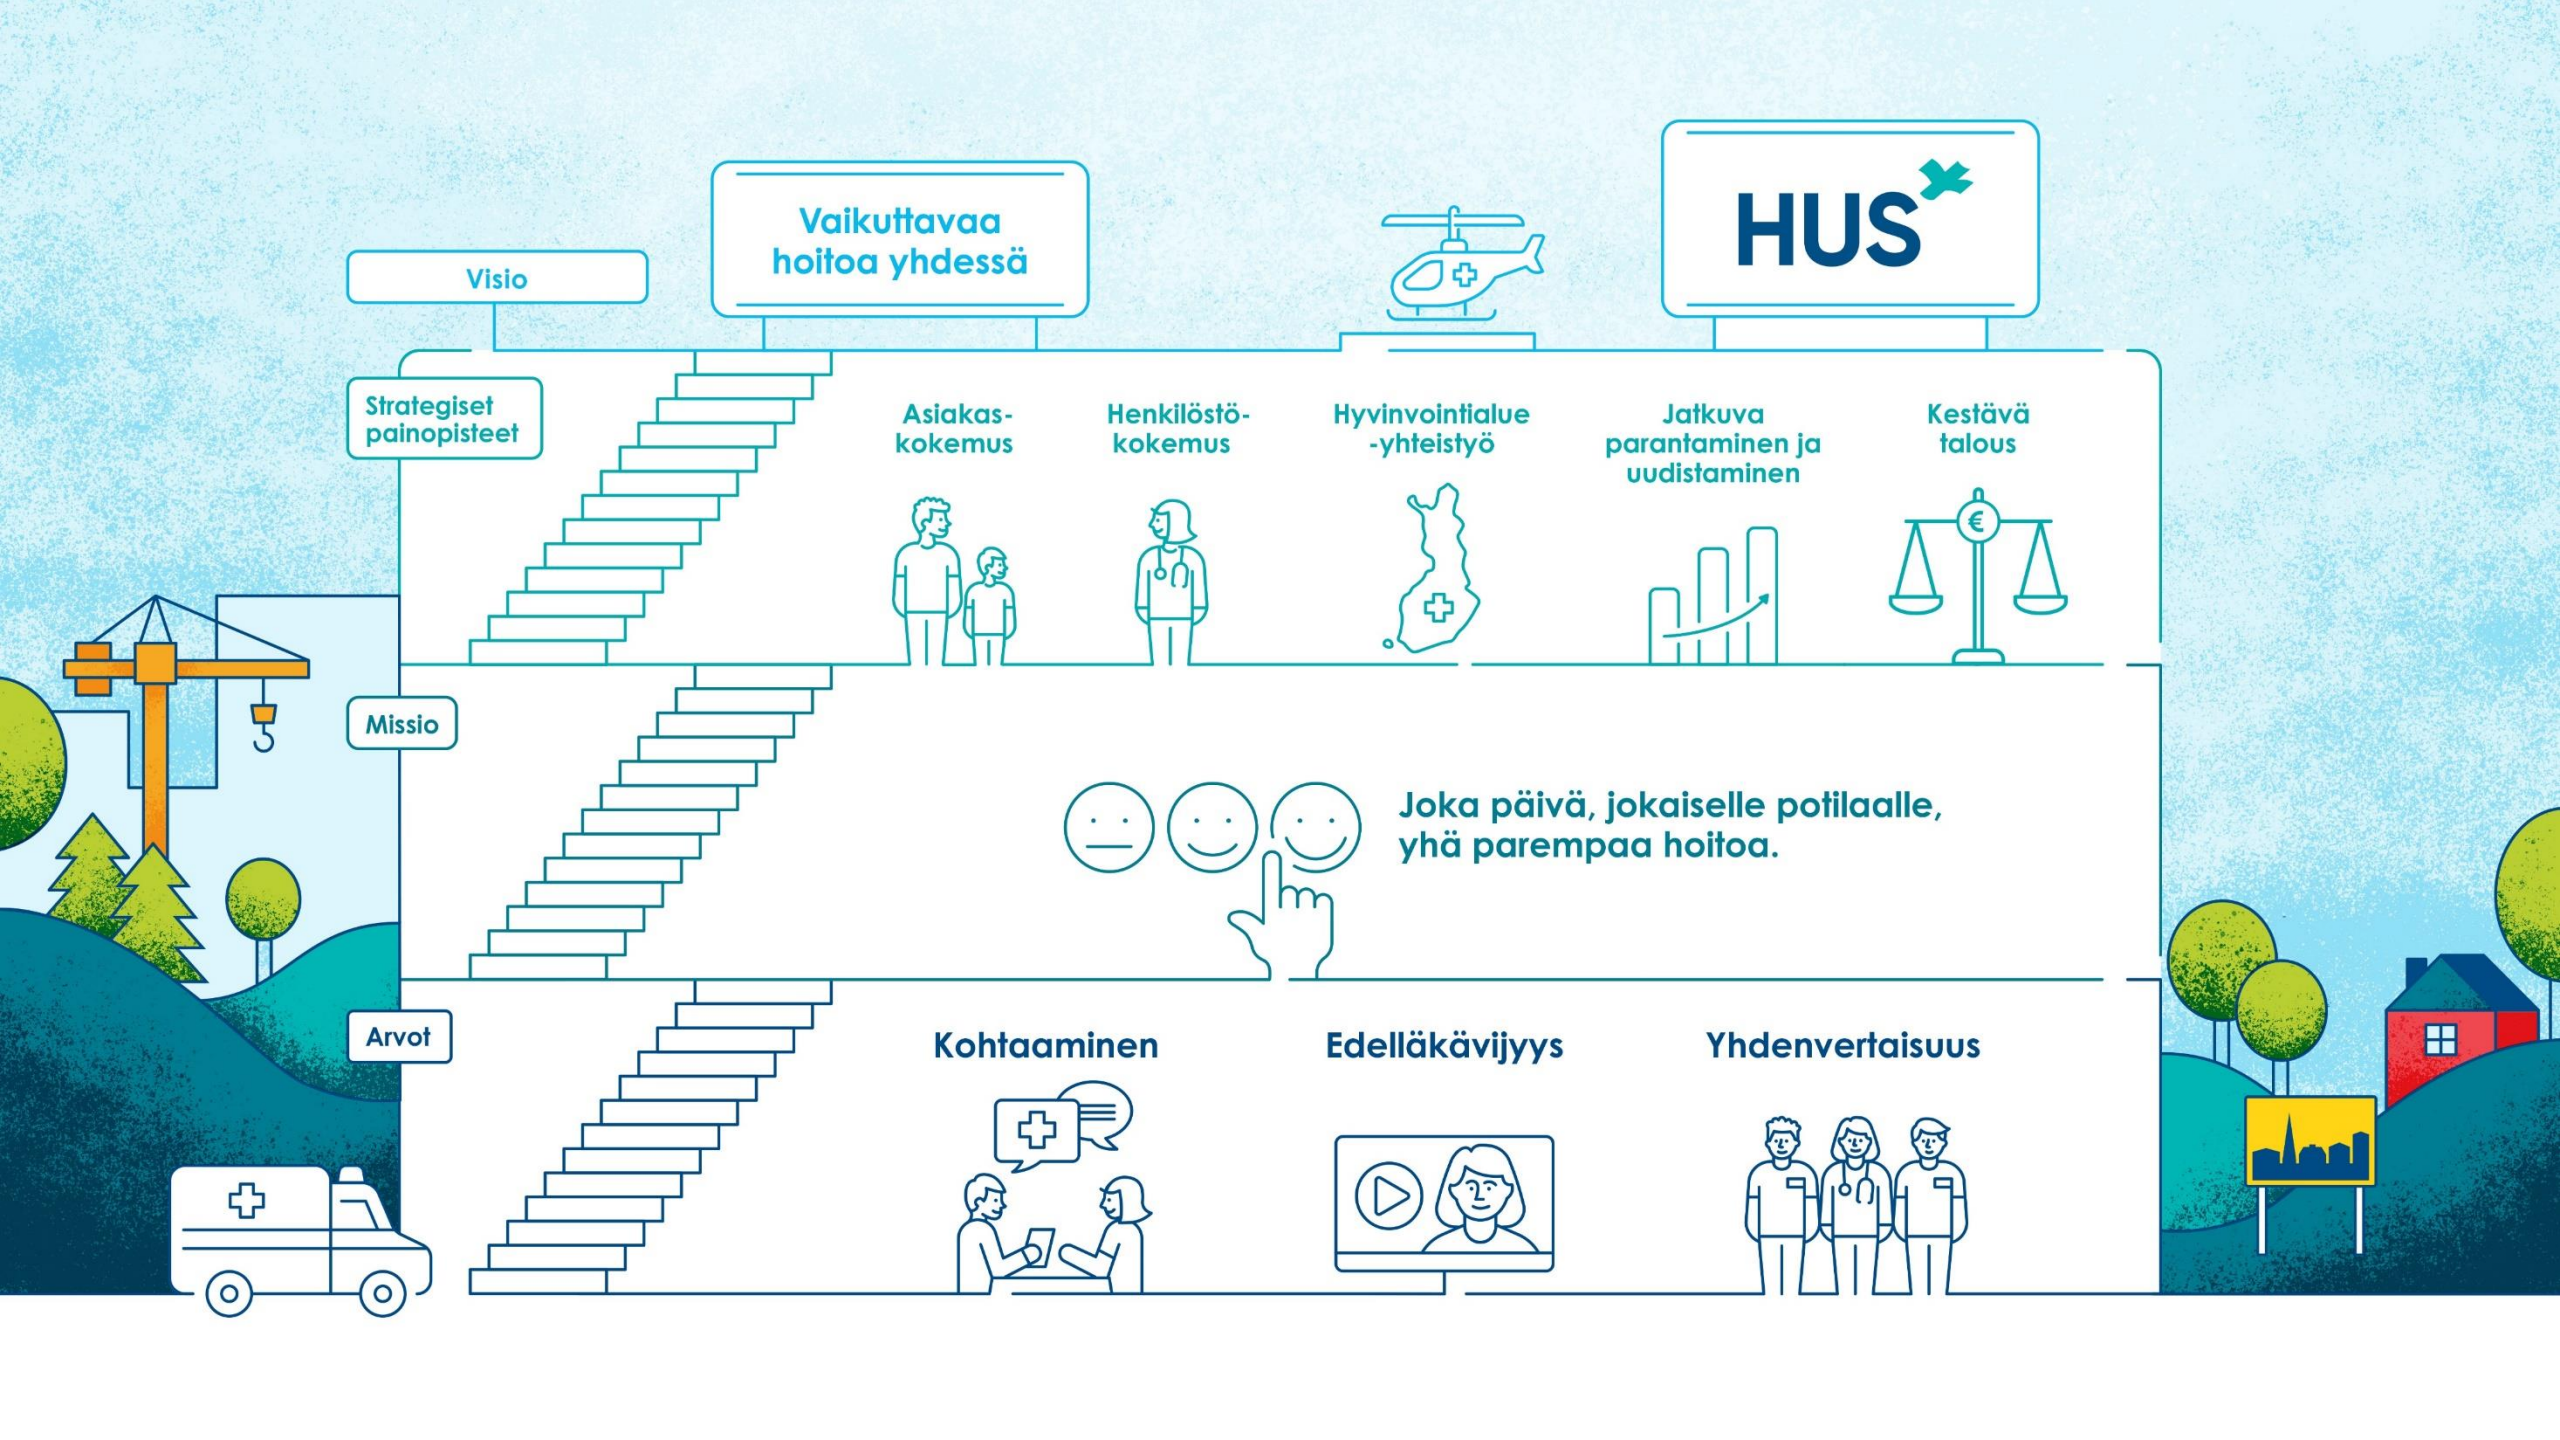 HUS
Vaikuttavaa
hoitoa yhdessä
Visio
Strategiset
painopisteet
Asiakas-
kokemus
Henkilöstö-
kokemus
Hyvinvointialue
-yhteistyö
Jatkuva
parantaminen ja
uudistaminen
Kestävä
talous
€
Missio
Joka päivä, jokaiselle potilaalle,
yhä parempaa hoitoa.
Arvot
Kohtaaminen
Edelläkävijyys
Yhdenvertaisuus